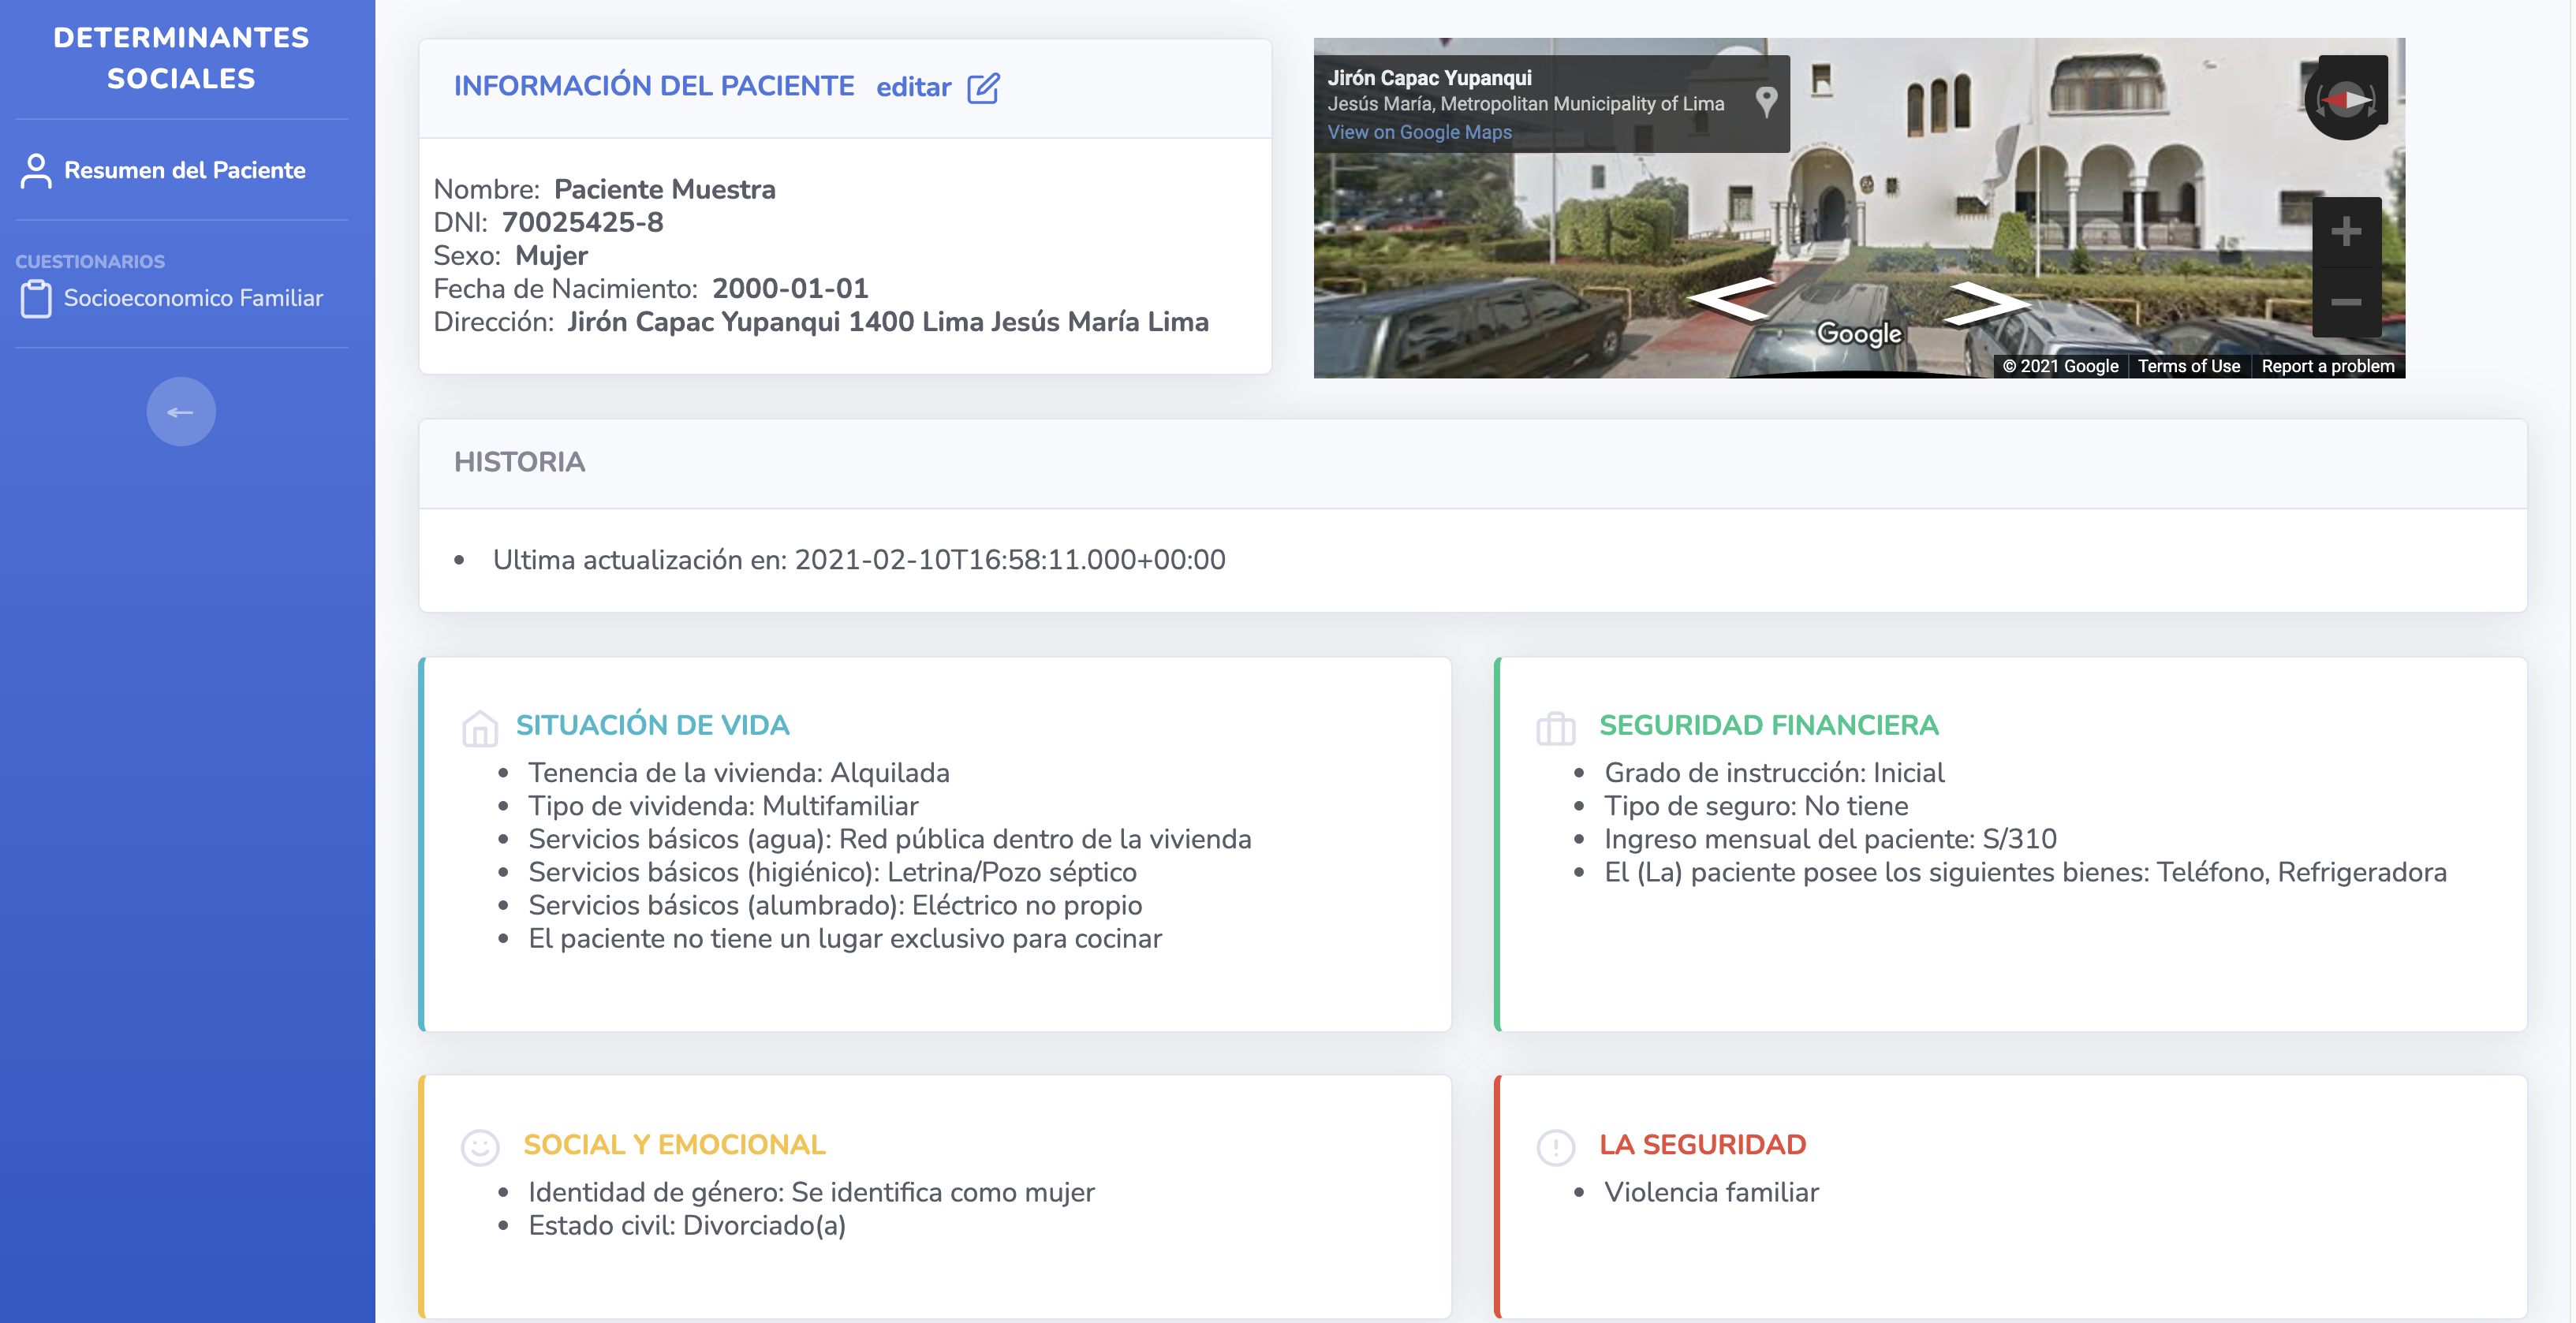 DETERMINANTES
SOCIALES
Resumen del Paciente
CUESTIONARIOS
Socioeconomico Familiar
INFORMACIÓN DEL PACIENTE editar
Nombre: Paciente Muestra
DNI: 70025425-8
Sexo: Mujer
Fecha de Nacimiento: 2000-01-01
Dirección: Jirón Capac Yupanqui 1400 Lima Jesús María Lima
Jirón Capac Yupanqui
Jesús María, Metropolitan Municipality of Lima
View on Google Maps
Google
© 2021 Google Terms of Use Report a problem
HISTORIA
Ultima actualización en: 2021-02-10T16:58:11.000+00:00
SITUACIÓN DE VIDA
Tenencia de la vivienda: Alquilada
Tipo de vividenda: Multifamiliar
Servicios básicos (agua): Red pública dentro de la vivienda
Servicios básicos (higiénico): Letrina/Pozo séptico
Servicios básicos (alumbrado): Eléctrico no propio
El paciente no tiene un lugar exclusivo para cocinar
SEGURIDAD FINANCIERA
Grado de instrucción: Inicial
Tipo de seguro: No tiene
Ingreso mensual del paciente: S/310
El (La) paciente posee los siguientes bienes: Teléfono, Refrigeradora
SOCIAL Y EMOCIONAL
Identidad de género: Se identifica como mujer
Estado civil: Divorciado(a)
LA SEGURIDAD
Violencia familiar